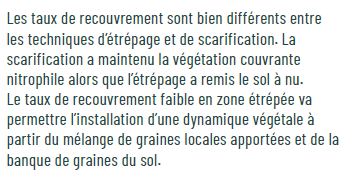 Les taux de recouvrement sont bien différents entre
les techniques d'étrépage et de scarification. La
scarification a maintenu la végétation couvrante
nitrophile alors que l'étrépage a remis le sol à nu.
Le taux de recouvrement faible en zone étrépée va
permettre l'installation d'une dynamique végétale à
partir du mélange de graines locales apportées et de la
banque de graines du sol.